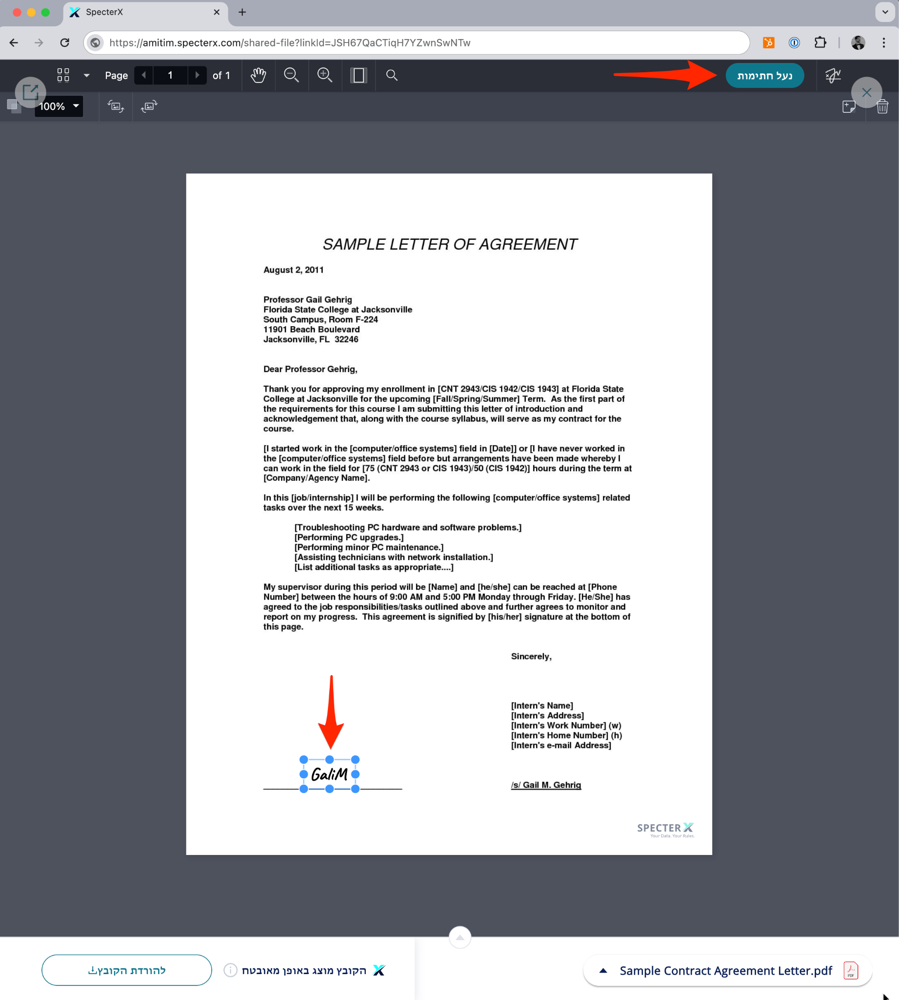 SpecterX
https://amitim.specterx.com/shared-file?linkId=JSH67QaCTiqH7YZwnSwNTw
Page 1 of 1
נעל חתימות
100%
SAMPLE LETTER OF AGREEMENT
August 2, 2011
Professor Gail Gehrig
Florida State College at Jacksonville
South Campus, Room F-224
11901 Beach Boulevard
Jacksonville, FL  32246
Dear Professor Gehrig,
Thank you for approving my enrollment in [CNT 2943/CIS 1942/CIS 1943] at Florida State
College at Jacksonville for the upcoming [Fall/Spring/Summer] Term.  As the first part of
the requirements for this course I am submitting this letter of introduction and
acknowledgement that, along with the course syllabus, will serve as my contract for the
course.
[I started work in the [computer/office systems] field in [Date]] or [I have never worked in
the [computer/office systems] field before but arrangements have been made whereby I
can work in the field for [75 (CNT 2943 or CIS 1943)/50 (CIS 1942)] hours during the term at
[Company/Agency Name].
In this [job/internship] I will be performing the following [computer/office systems] related
tasks over the next 15 weeks.
[Troubleshooting PC hardware and software problems.]
[Performing PC upgrades.]
[Performing minor PC maintenance.]
[Assisting technicians with network installation.]
[List additional tasks as appropriate....]
My supervisor during this period will be [Name] and [he/she] can be reached at [Phone
Number] between the hours of 9:00 AM and 5:00 PM Monday through Friday. [He/She] has
agreed to the job responsibilities/tasks outlined above and further agrees to monitor and
report on my progress.  This agreement is signified by [his/her] signature at the bottom of
this page.
Sincerely,
[Intern's Name]
[Intern's Address]
[Intern's Work Number] (w)
[Intern's Home Number] (h)
[Intern's e-mail Address]
GaliM
/s/ Gail M. Gehrig
SPECTERX
Your Data. Your Rules.
להורדת הקובץ
הקובץ מוצג באופן מאובטח
Sample Contract Agreement Letter.pdf
PDF